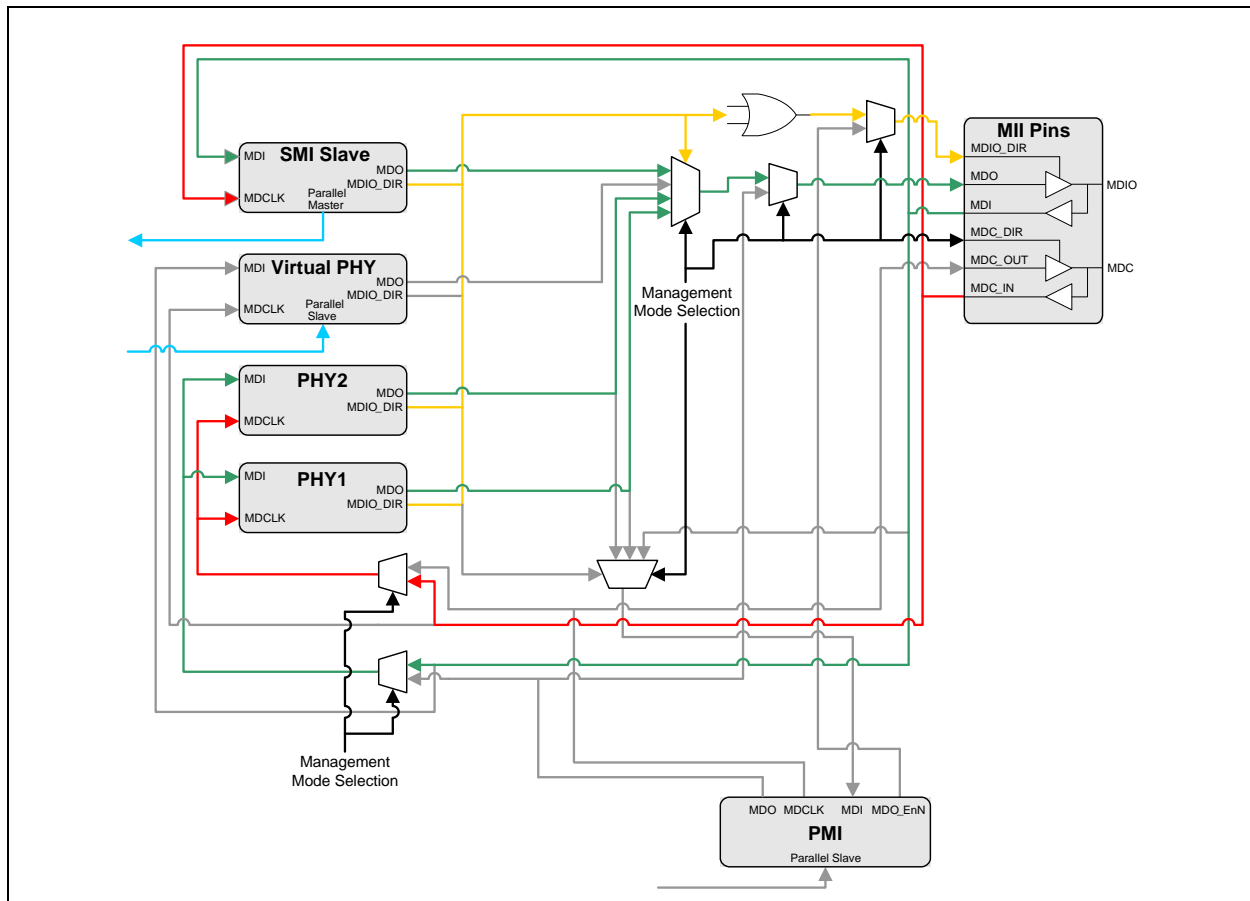 SMI Slave
MDI
MDO
MDIO_DIR
MDCLK
Parallel
Master
Virtual PHY
MDI
MDO
MDIO_DIR
MDCLK
Parallel
Slave
PHY2
MDI
MDO
MDIO_DIR
MDCLK
PHY1
MDI
MDO
MDIO_DIR
MDCLK
MII Pins
MDIO_DIR
MDO
MDIO
MDI
MDC_DIR
MDC_OUT
MDC
MDC_IN
Management
Mode Selection
Management
Mode Selection
MDO MDCLK MDI MDO_EnN
PMI
Parallel Slave